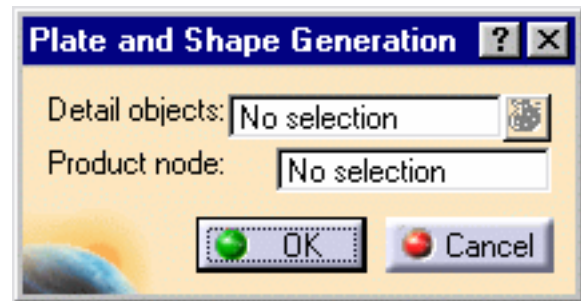 Plate and Shape Generation ? ×
Detail objects: No selection
Product node: No selection
OK Cancel